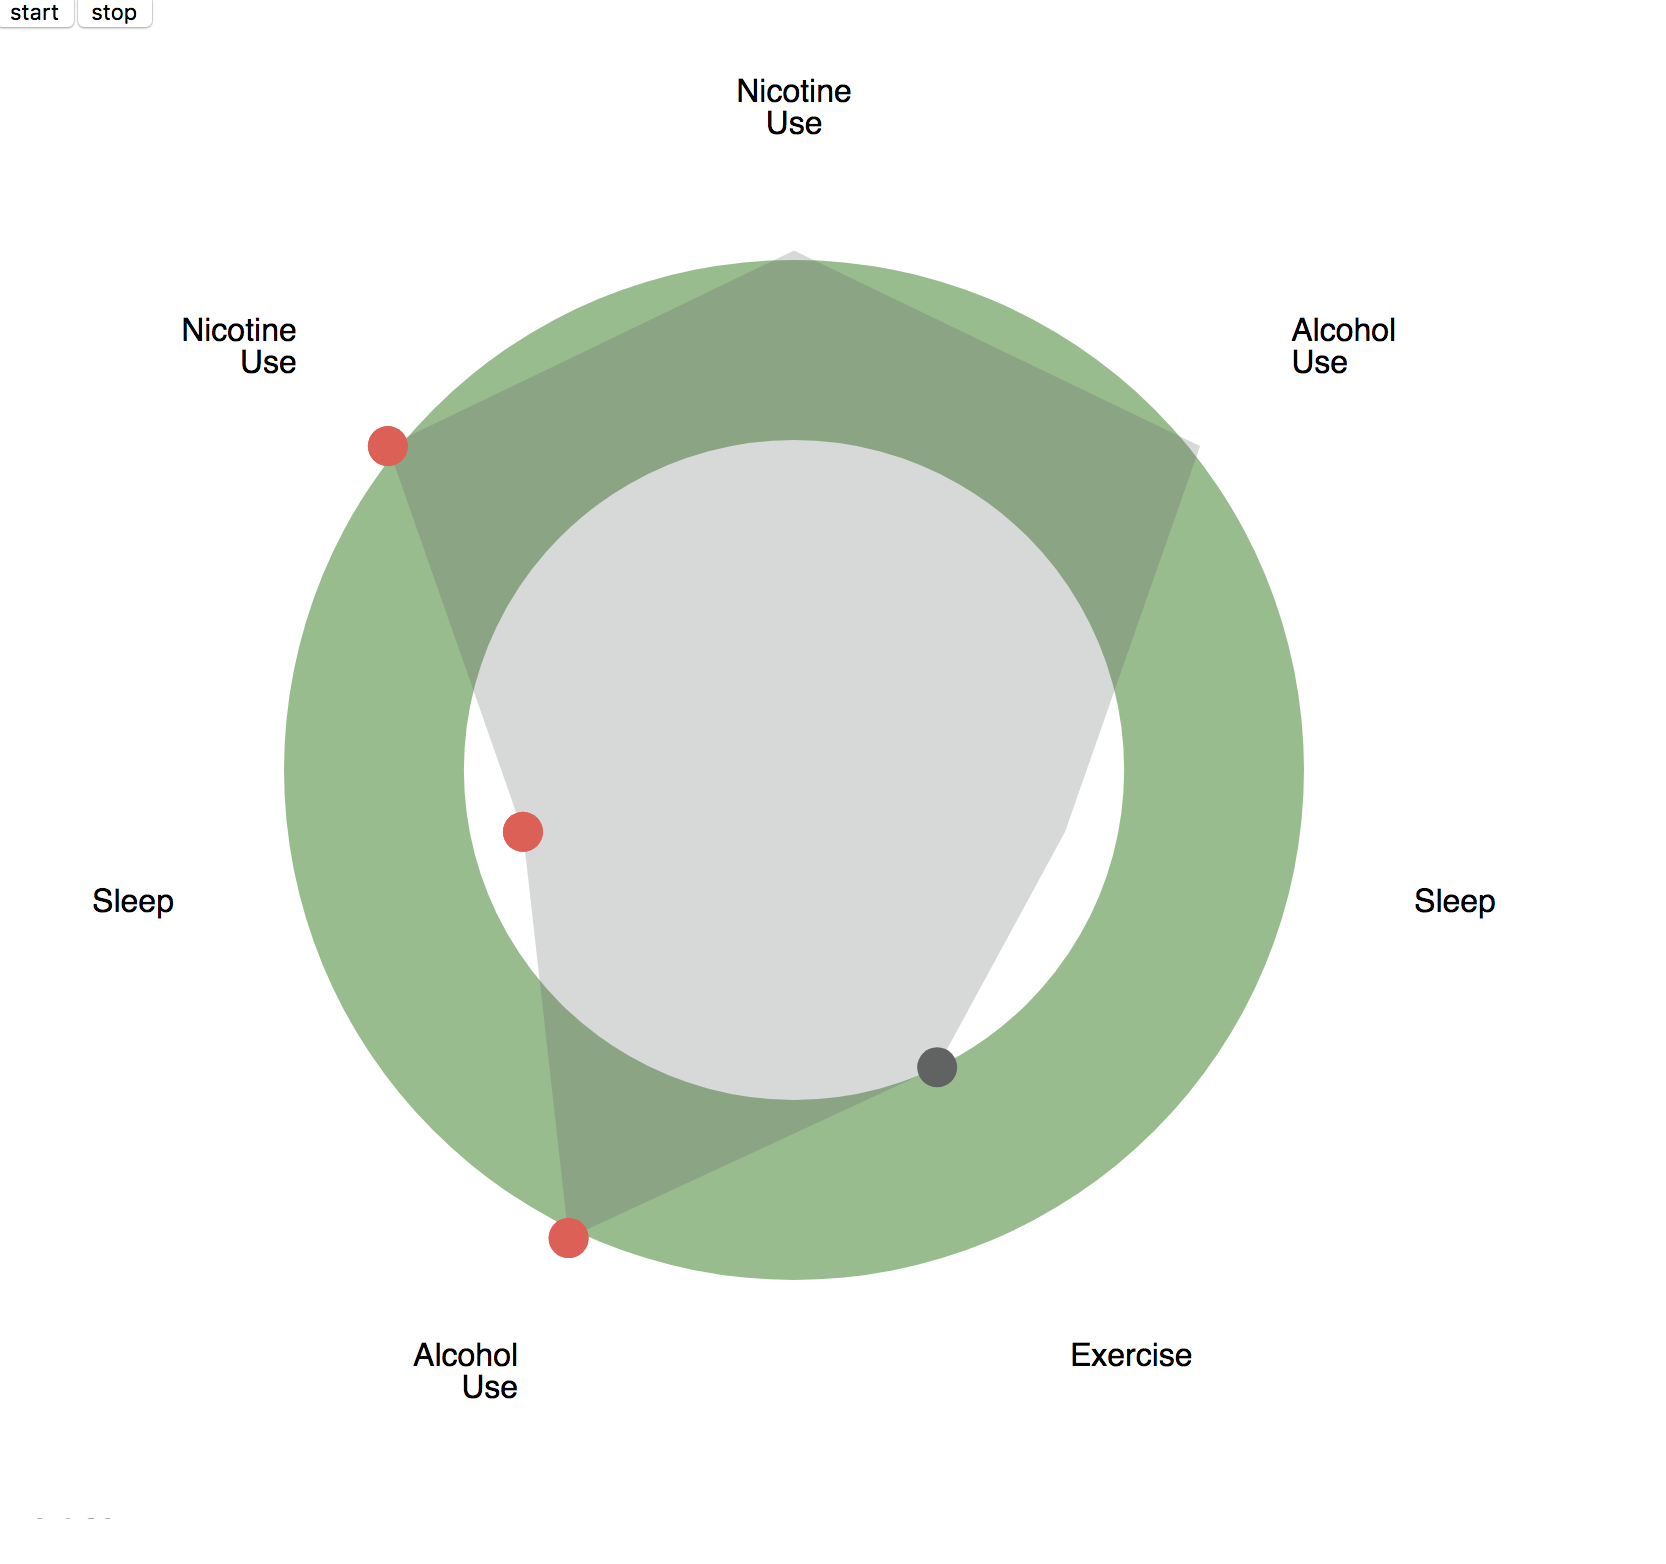 start stop
Nicotine
Use
Nicotine
Use
Alcohol
Use
Sleep
Sleep
Alcohol
Use
Exercise